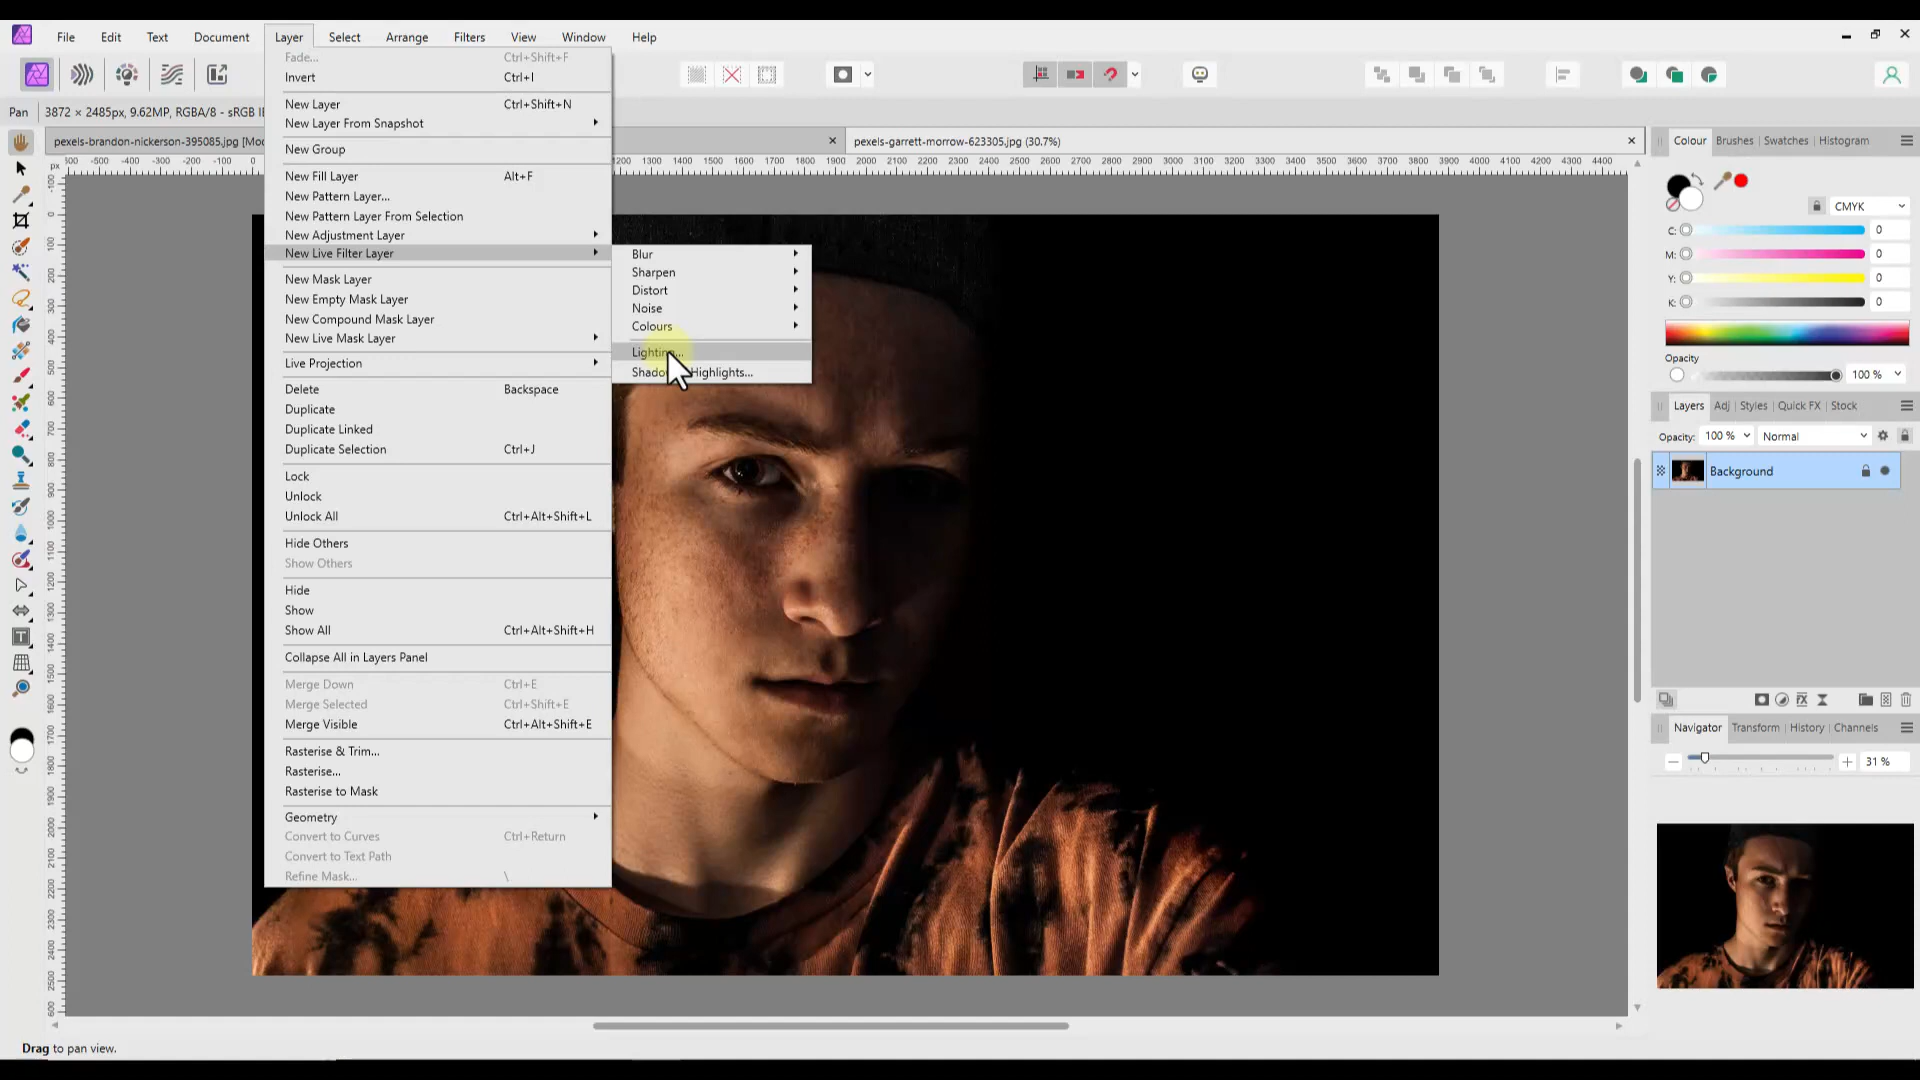 File Edit Text Document Layer Select Arrange Filters View Window Help
Pan 3872 × 2485px, 9.62MP, RGBA/8 - sRGB
pexels-brandon-nickerson-395085.jpg
pexels-garrett-morrow-623305.jpg (30.7%)
Fade... Ctrl+Shift+F
Invert Ctrl+I
New Layer Ctrl+Shift+N
New Layer From Snapshot
New Group
New Fill Layer Alt+F
New Pattern Layer...
New Pattern Layer From Selection
New Adjustment Layer
New Live Filter Layer
New Mask Layer
New Empty Mask Layer
New Compound Mask Layer
New Live Mask Layer
Live Projection
Delete Backspace
Duplicate
Duplicate Linked
Duplicate Selection Ctrl+J
Lock
Unlock
Unlock All Ctrl+Alt+Shift+L
Hide Others
Show Others
Hide
Show
Show All Ctrl+Alt+Shift+H
Collapse All in Layers Panel
Merge Down Ctrl+E
Merge Selected Ctrl+Shift+E
Merge Visible Ctrl+Alt+Shift+E
Rasterise & Trim...
Rasterise...
Rasterise to Mask
Geometry
Convert to Curves Ctrl+Return
Convert to Text Path
Refine Mask... \
Blur
Sharpen
Distort
Noise
Colours
Lighting...
Highlights...
Colour Brushes Swatches Histogram
CMYK
C: 0
M: 0
Y: 0
K: 0
Opacity
100 %
Layers Adj Styles Quick FX Stock
Opacity: 100 % Normal
Background
Navigator Transform History Channels
31 %
Drag to pan view.